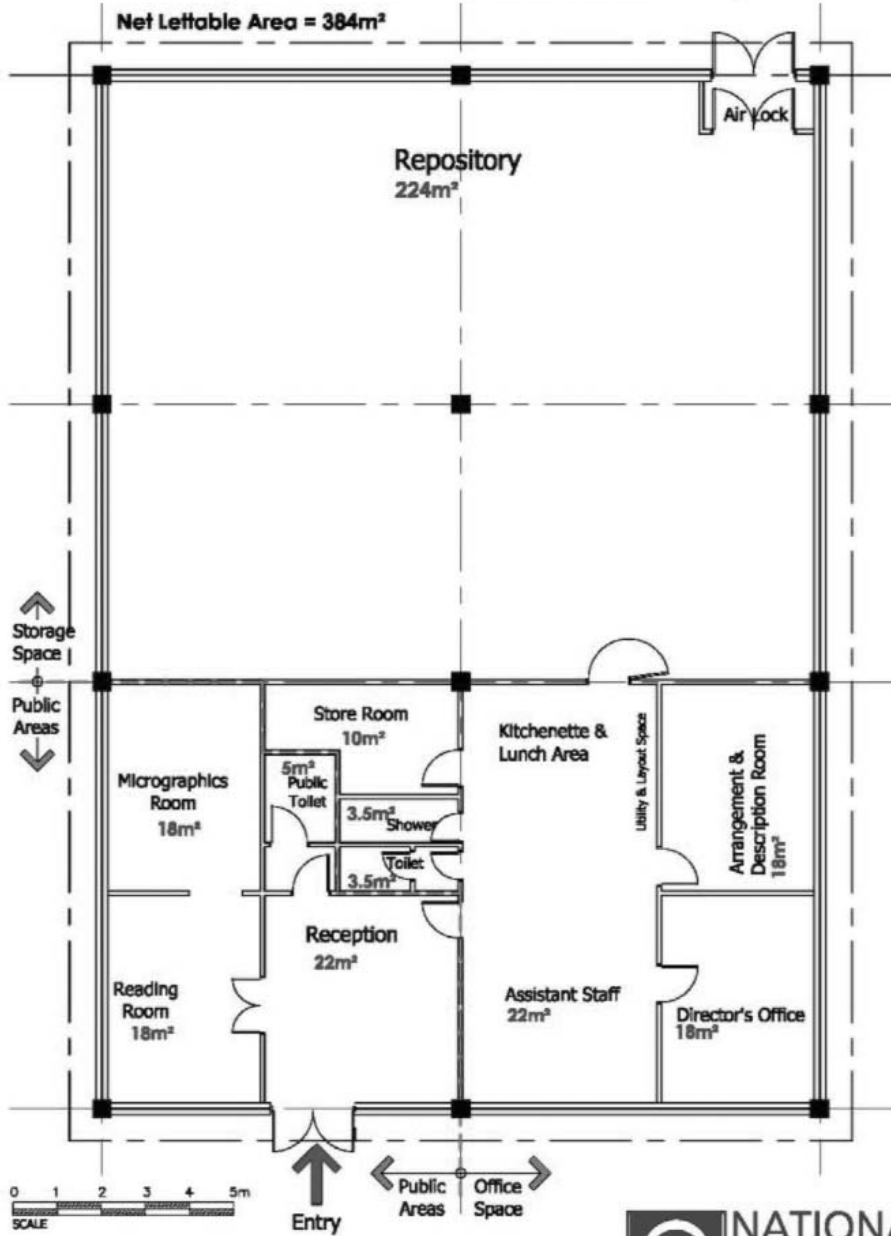 Net Lettable Area = 384m²
Air Lock
Repository
224m²
Storage
Space
Public
Areas
Store Room
10m²
Kitchenette &
Lunch Area
Utility & Layout Space
Arrangement &
Description Room
18m²
Micrographics
Room
18m²
5m²
Public
Toilet
3.5m²
Shower
Toilet
3.5m²
Reception
22m²
Reading
Room
18m²
Assistant Staff
22m²
Director's Office
18m²
0 1 2 3 4 5m
SCALE
Entry
Public
Areas
Office
Space
NATIONA